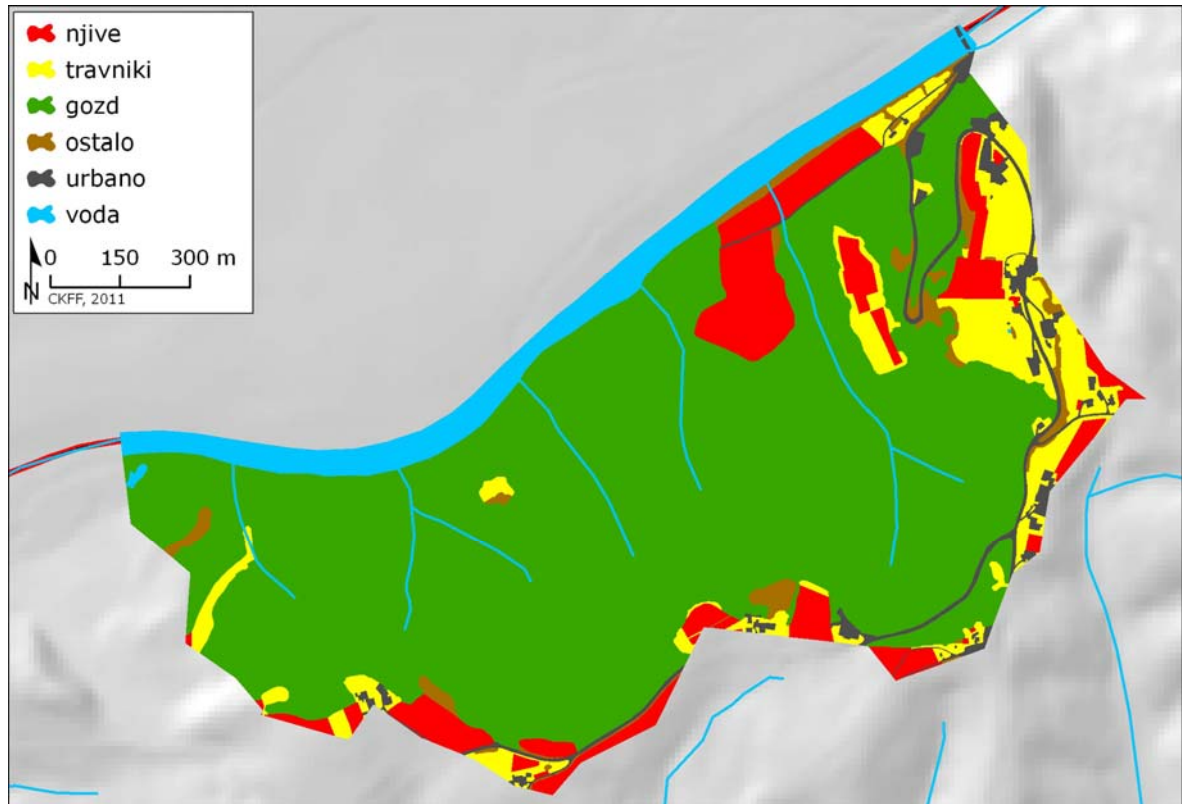 njive
travniki
gozd
ostalo
urbano
voda
0 150 300 m
N
CKFF, 2011